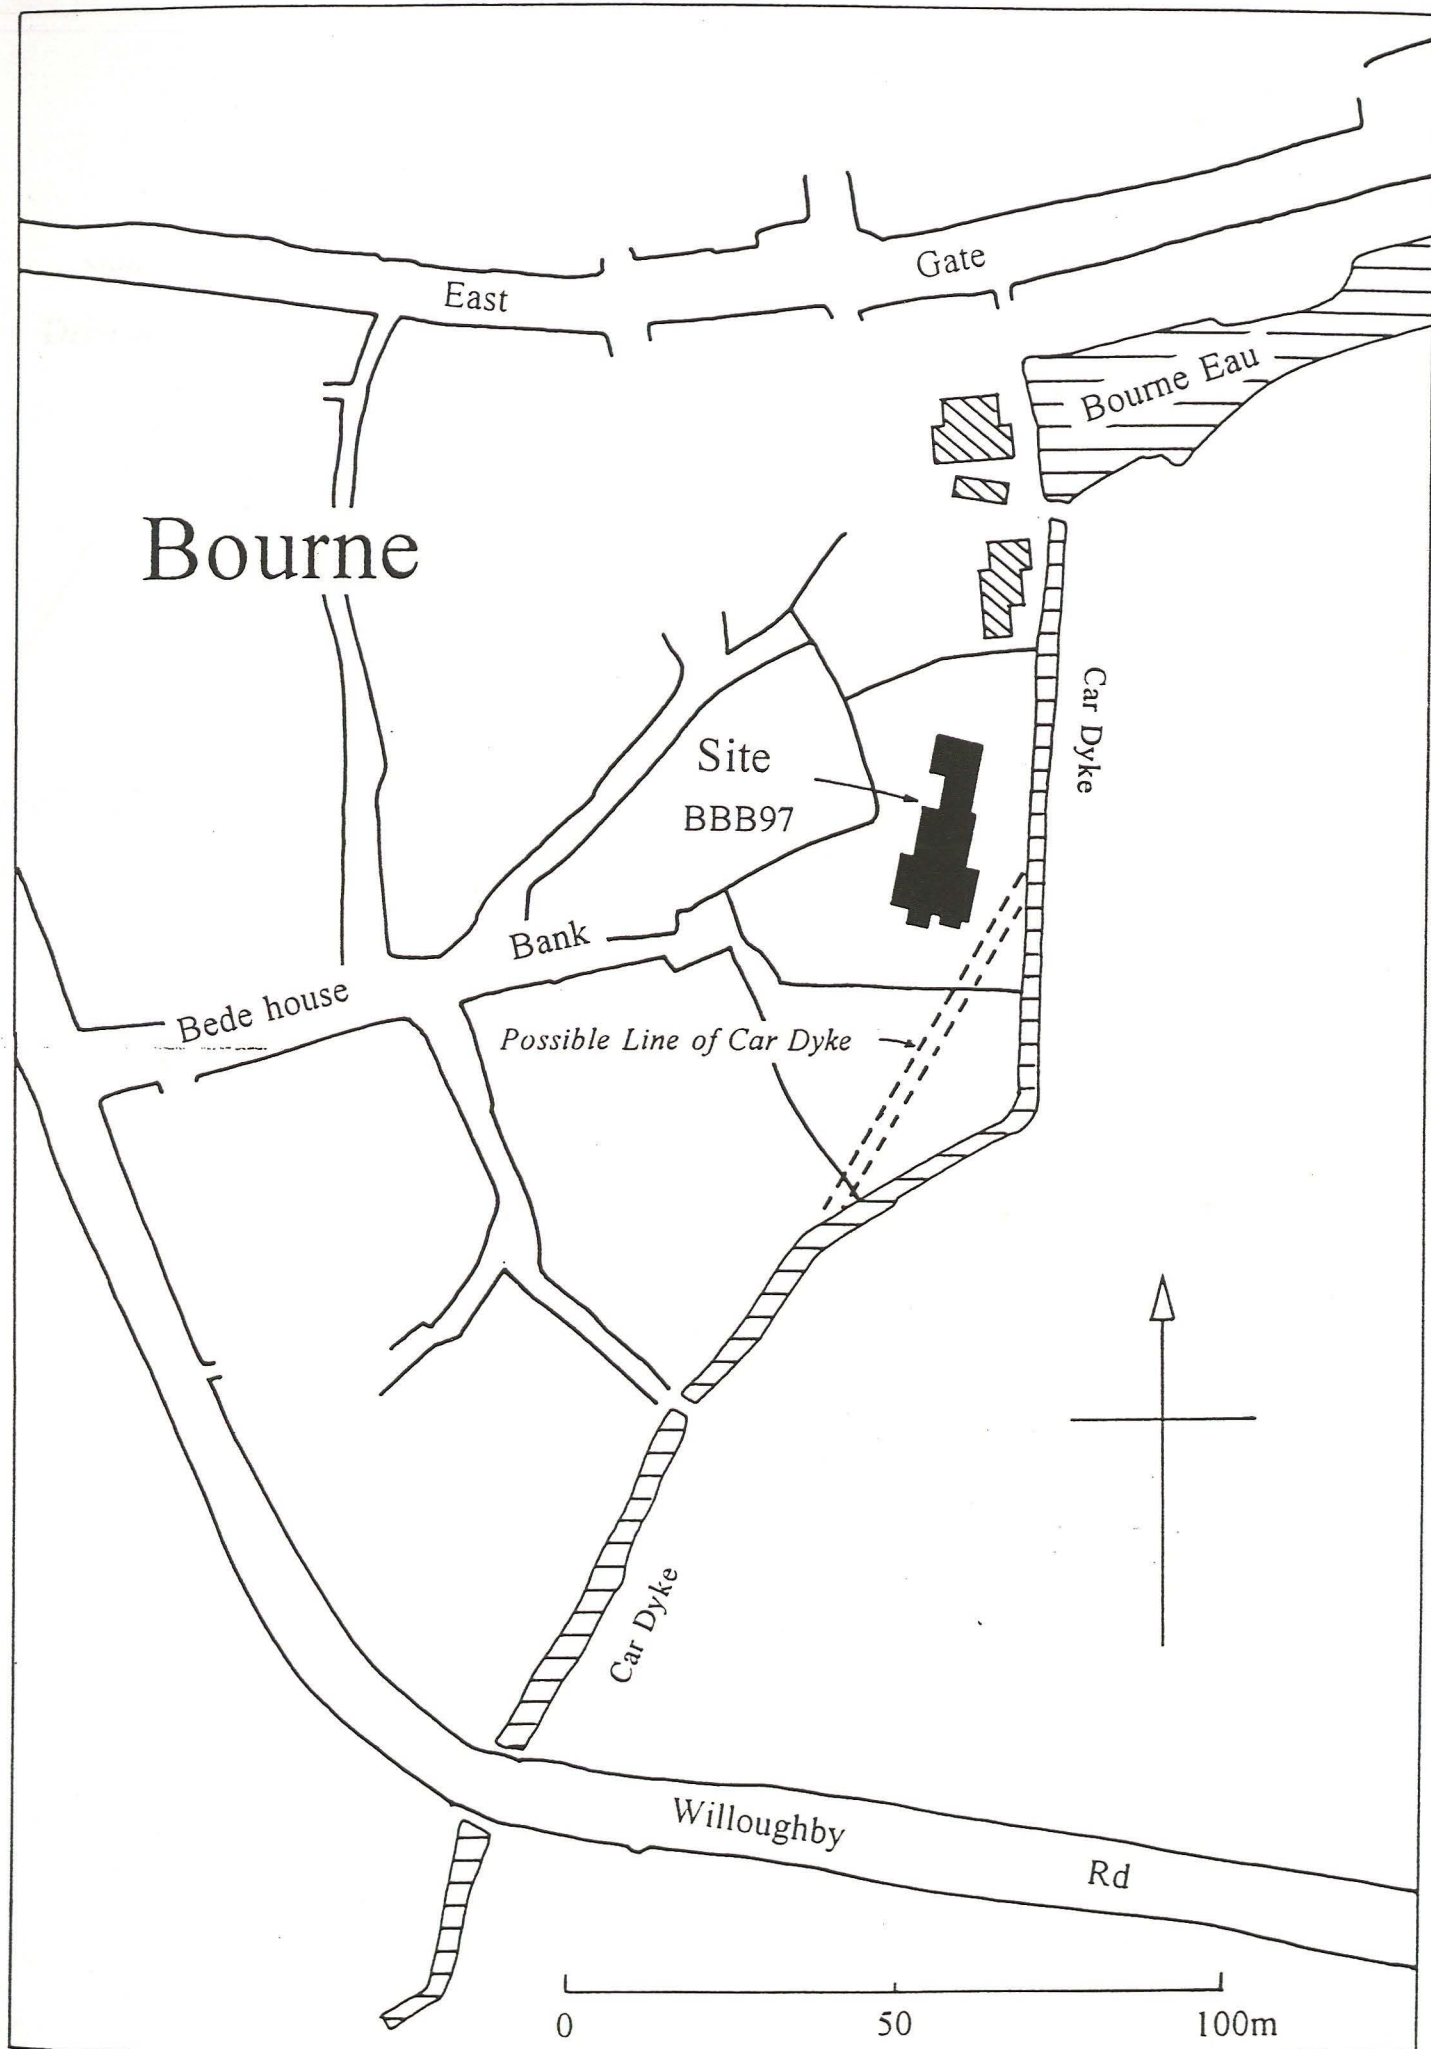 Gate
East
Bourne Eau
Bourne
Car Dyke
Site
BBB97
Bank
Bede house
Possible Line of Car Dyke
Car Dyke
Willoughby
Rd
0 50 100m